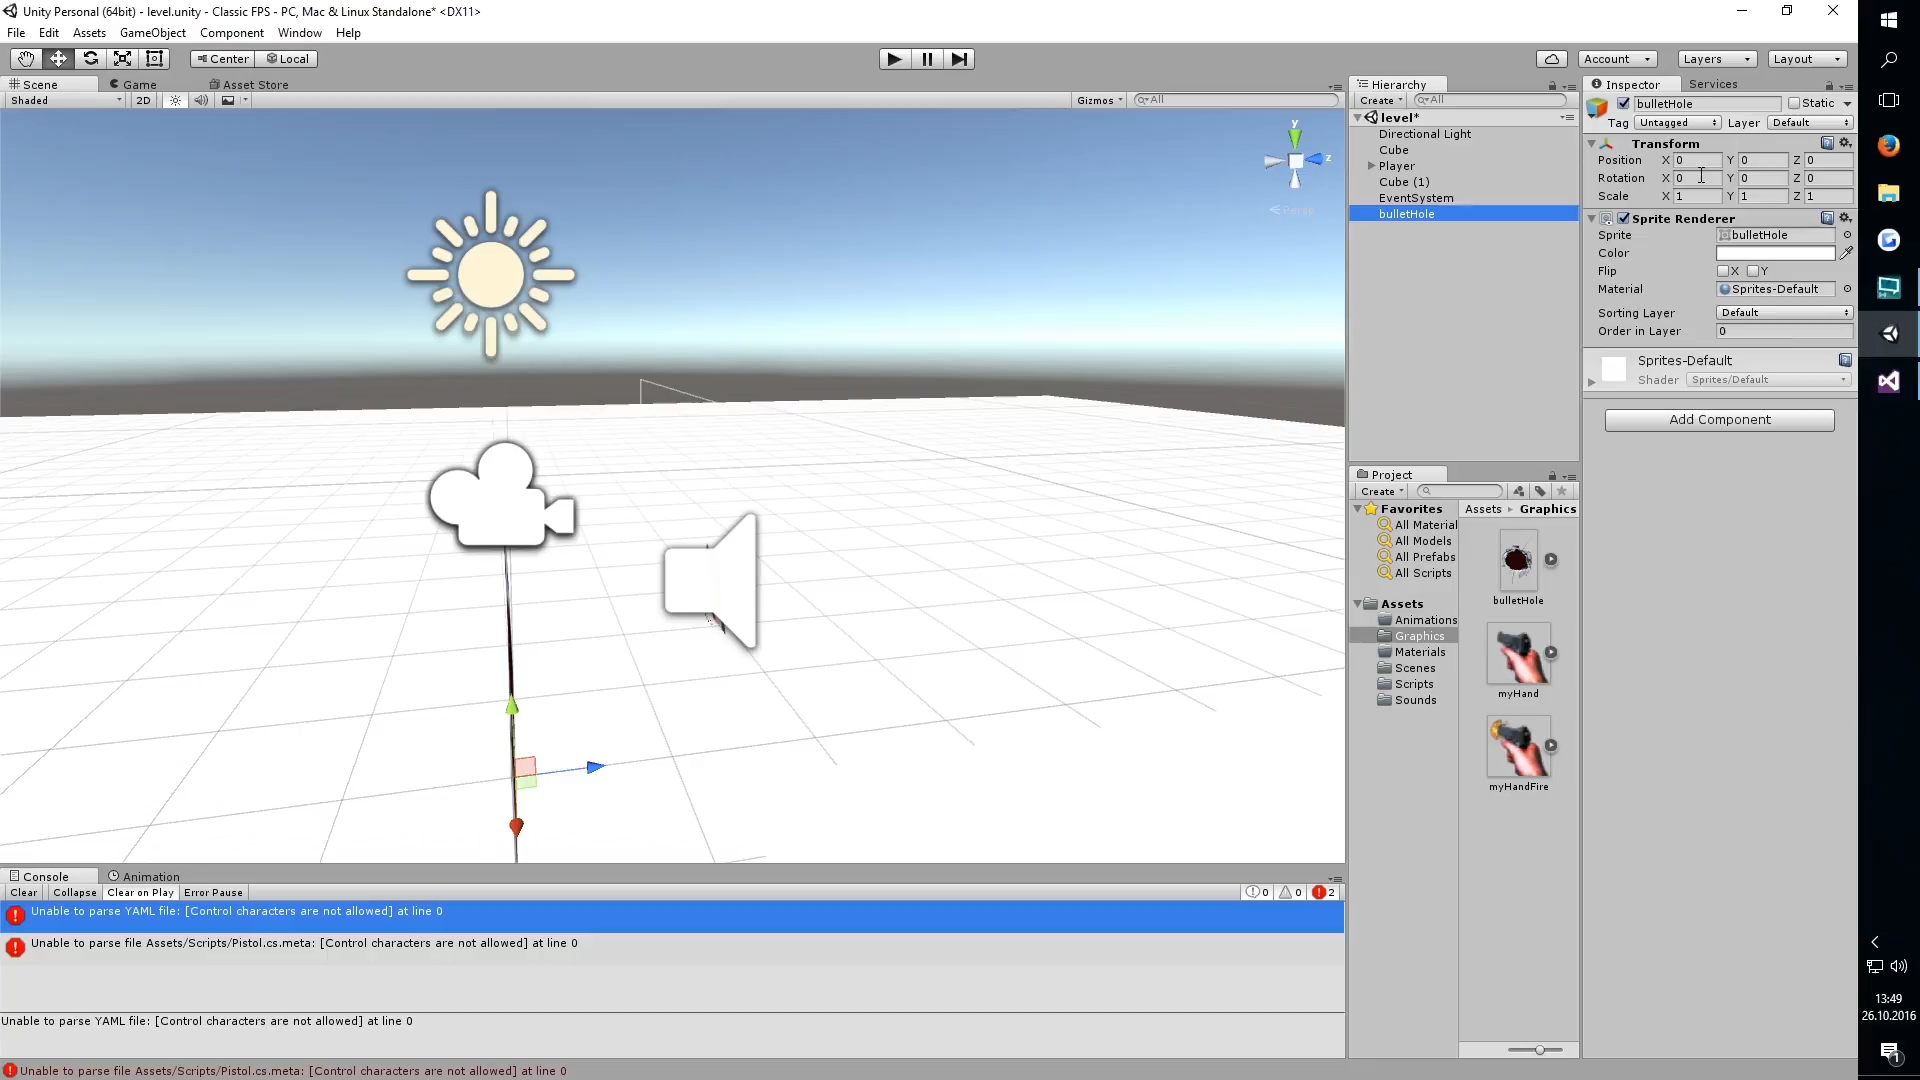 Unity Personal (64bit) - level.unity - Classic FPS - PC, Mac & Linux Standalone* <DX11>
File Edit Assets GameObject Component Window Help
Center Local Account Layers Layout
Scene Game Asset Store
Shaded 2D Gizmos All
Persp
Hierarchy
Create All
level*
Directional Light
Cube
Player
Cube (1)
EventSystem
bulletHole
Project
Create
Favorites
All Material
All Models
All Prefabs
All Scripts
Assets
Animations
Graphics
Materials
Scenes
Scripts
Sounds
Assets Graphics
bulletHole
myHand
myHandFire
Inspector Services
bulletHole Static
Tag Untagged Layer Default
Transform
Position X 0 Y 0 Z 0
Rotation X 0 Y 0 Z 0
Scale X 1 Y 1 Z 1
Sprite Renderer
Sprite bulletHole
Color
Flip X Y
Material Sprites-Default
Sorting Layer Default
Order in Layer 0
Sprites-Default
Shader Sprites/Default
Add Component
Console Animation
Clear Collapse Clear on Play Error Pause 0 0 2
Unable to parse YAML file: [Control characters are not allowed] at line 0
Unable to parse file Assets/Scripts/Pistol.cs.meta: [Control characters are not allowed] at line 0
Unable to parse YAML file: [Control characters are not allowed] at line 0
Unable to parse file Assets/Scripts/Pistol.cs.meta: [Control characters are not allowed] at line 0
y
z
13:49
26.10.2016
1